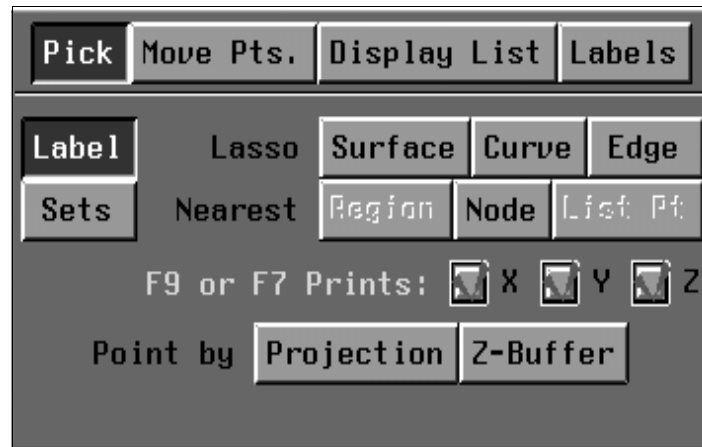 Pick Move Pts. Display List Labels
Label Lasso Surface Curve Edge
Sets Nearest Region Node List Pt
F9 or F7 Prints: X Y Z
Point by Projection Z-Buffer